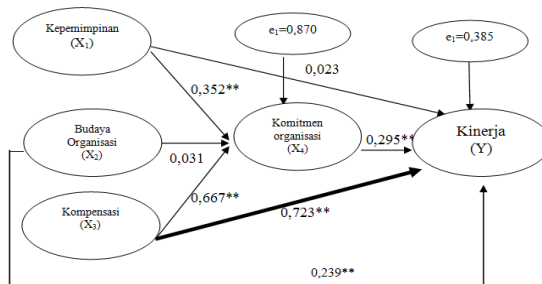 Kepemimpinan
(X₁)
e₁=0,870
e₁=0,385
0,023
0,352**
Budaya
Organisasi
(X₂)
0,031
Komitmen
organisasi
(X₄)
0,295**
Kinerja
(Y)
0,667**
Kompensasi
(X₃)
0,723**
0,239**